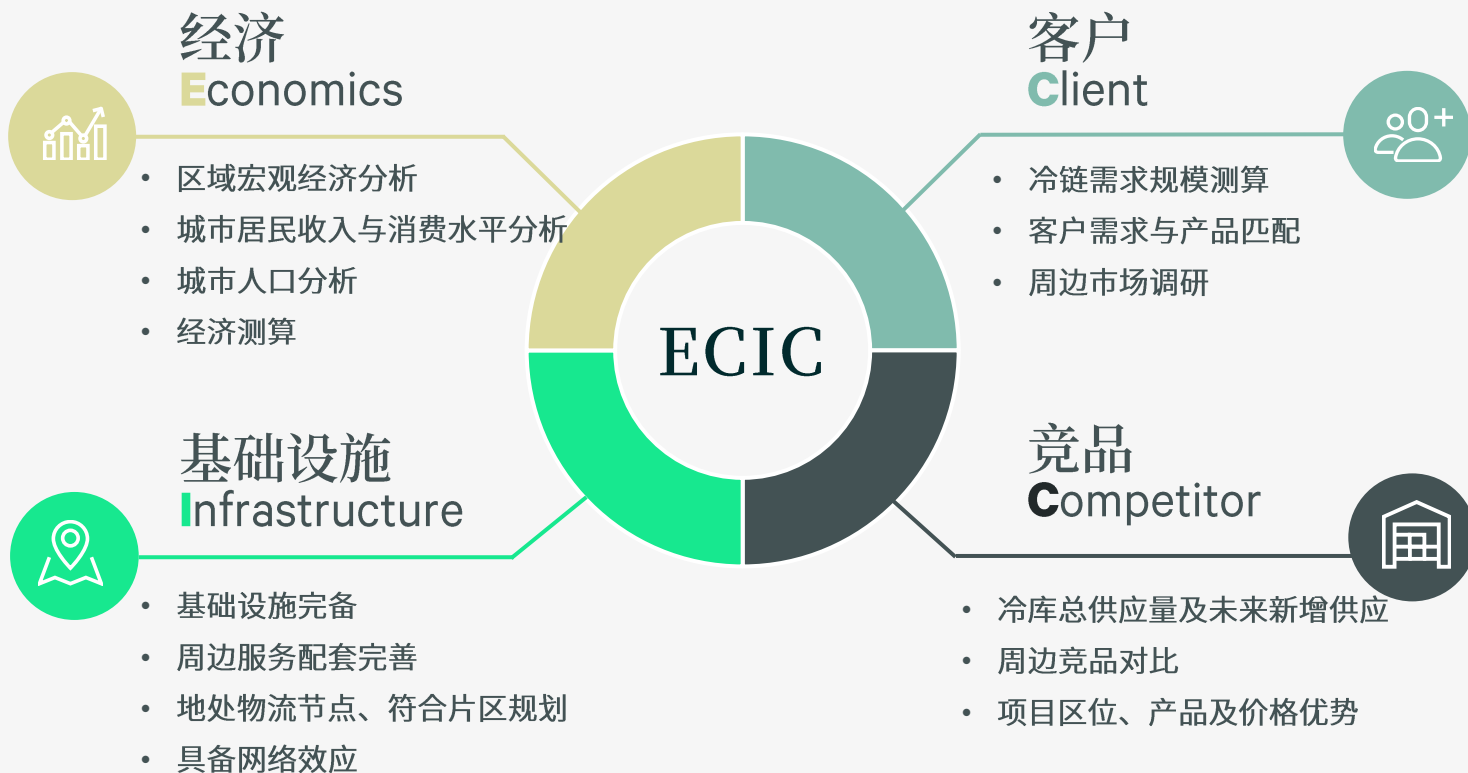 经济
Economics
• 区域宏观经济分析
• 城市居民收入与消费水平分析
• 城市人口分析
• 经济测算
客户
Client
• 冷链需求规模测算
• 客户需求与产品匹配
• 周边市场调研
ECIC
基础设施
Infrastructure
• 基础设施完备
• 周边服务配套完善
• 地处物流节点、符合片区规划
• 具备网络效应
竞品
Competitor
• 冷库总供应量及未来新增供应
• 周边竞品对比
• 项目区位、产品及价格优势